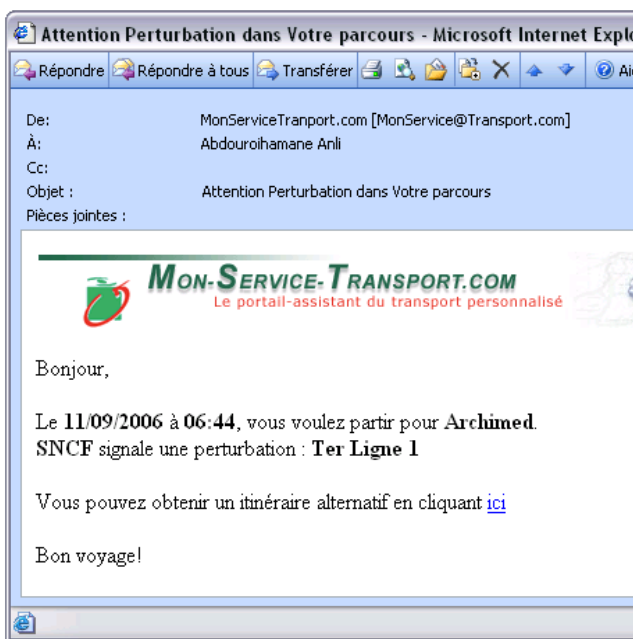 Attention Perturbation dans Votre parcours - Microsoft Internet Explo
Répondre Répondre à tous Transférer
De: MonServiceTranport.com [MonService@Transport.com]
À: Abdouroihamane Anli
Cc:
Objet : Attention Perturbation dans Votre parcours
Pièces jointes :
MON-SERVICE-TRANSPORT.COM
Le portail-assistant du transport personnalisé
Bonjour,
Le 11/09/2006 à 06:44, vous voulez partir pour Archimed.
SNCF signale une perturbation : Ter Ligne 1
Vous pouvez obtenir un itinéraire alternatif en cliquant ici
Bon voyage!